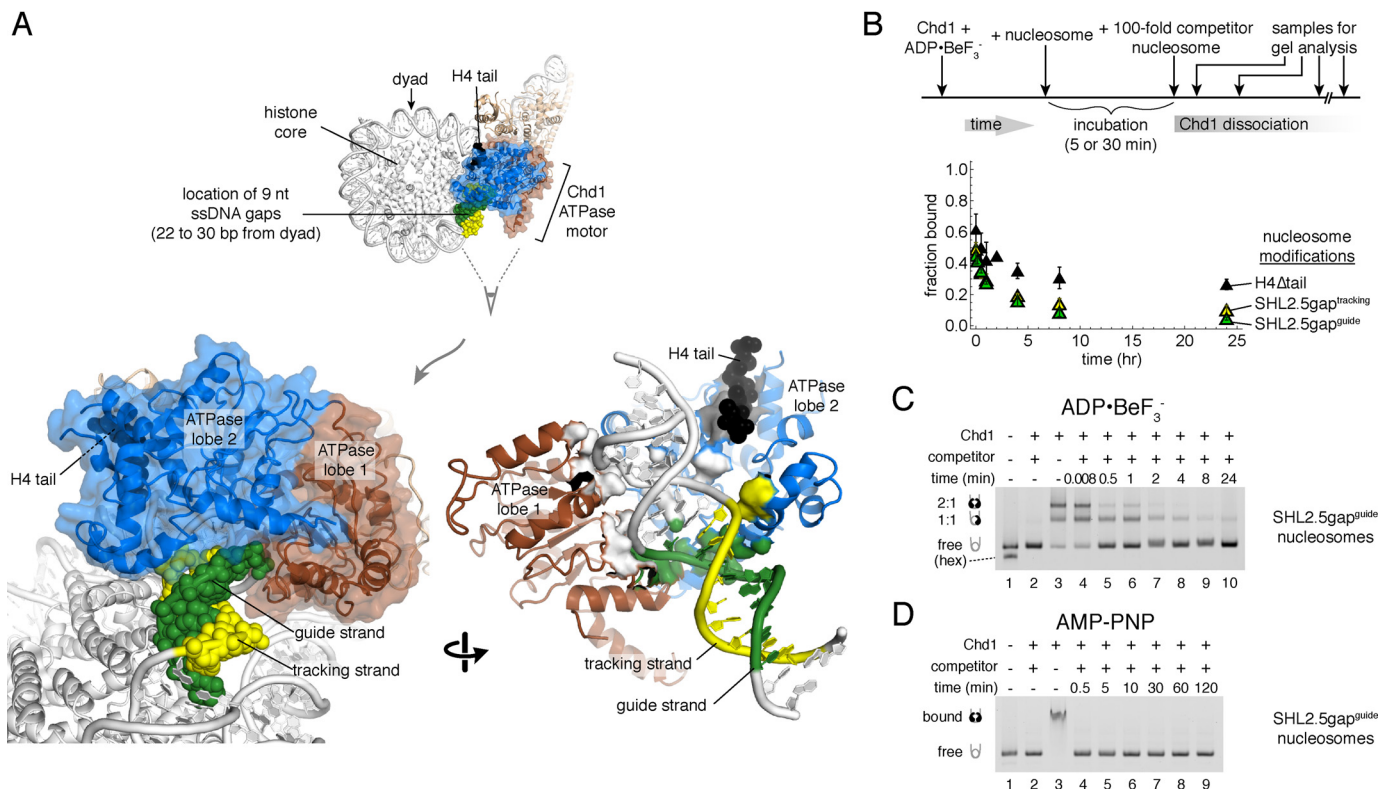 A
dyad
H4 tail
histone
core
location of 9 nt
ssDNA gaps
(22 to 30 bp from dyad)
Chd1
ATPase
motor
ATPase
lobe 2
ATPase
lobe 1
H4 tail
guide strand
tracking strand
H4 tail
ATPase
lobe 2
ATPase
lobe 1
tracking strand
guide strand
B
Chd1 +
ADP•BeF3-
+ nucleosome
+ 100-fold competitor
nucleosome
samples for
gel analysis
time
incubation
(5 or 30 min)
Chd1 dissociation
fraction bound
1.0
0.8
0.6
0.4
0.2
0.0
0 5 10 15 20 25
time (hr)
nucleosome
modifications
H4Δtail
SHL2.5gaptracking
SHL2.5gapguide
C
ADP•BeF3-
Chd1 - + + + + + + + + +
competitor - + - + + + + + + +
time (min) - - - 0.008 0.5 1 2 4 8 24
2:1
1:1
free
(hex)
1 2 3 4 5 6 7 8 9 10
SHL2.5gapguide
nucleosomes
D
AMP-PNP
Chd1 - + + + + + + + +
competitor - + - + + + + + +
time (min) - - - 0.5 5 10 30 60 120
bound
free
1 2 3 4 5 6 7 8 9
SHL2.5gapguide
nucleosomes